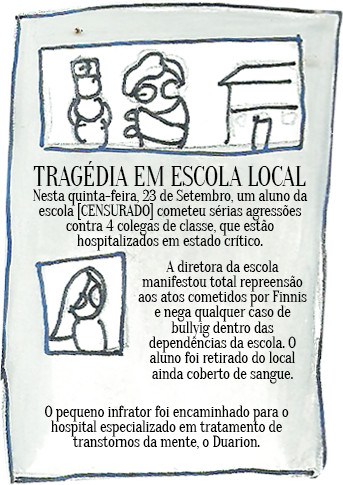 TRAGÉDIA EM ESCOLA LOCAL
Nesta quinta-feira, 23 de Setembro, um aluno da
escola [CENSURADO] cometeu sérias agressões
contra 4 colegas de classe, que estão
hospitalizados em estado crítico.
A diretora da escola
manifestou total repreensão
aos atos cometidos por Finnis
e nega qualquer caso de
bullyig dentro das
dependências da escola. O
aluno foi retirado do local
ainda coberto de sangue.
O pequeno infrator foi encaminhado para o
hospital especializado em tratamento de
transtornos da mente, o Duarion.